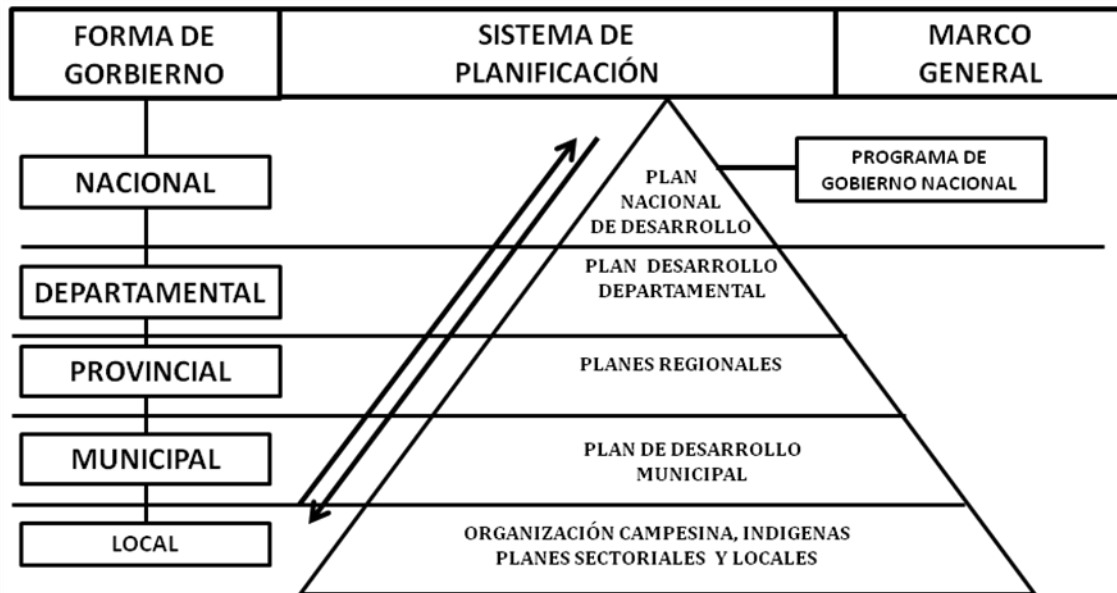 FORMA DE
GORBIERNO
SISTEMA DE
PLANIFICACIÓN
MARCO
GENERAL
NACIONAL
PLAN
NACIONAL
DE DESARROLLO
PROGRAMA DE
GOBIERNO NACIONAL
DEPARTAMENTAL
PLAN DESARROLLO
DEPARTAMENTAL
PROVINCIAL
PLANES REGIONALES
MUNICIPAL
PLAN DE DESARROLLO
MUNICIPAL
LOCAL
ORGANIZACIÓN CAMPESINA, INDIGENAS
PLANES SECTORIALES Y LOCALES